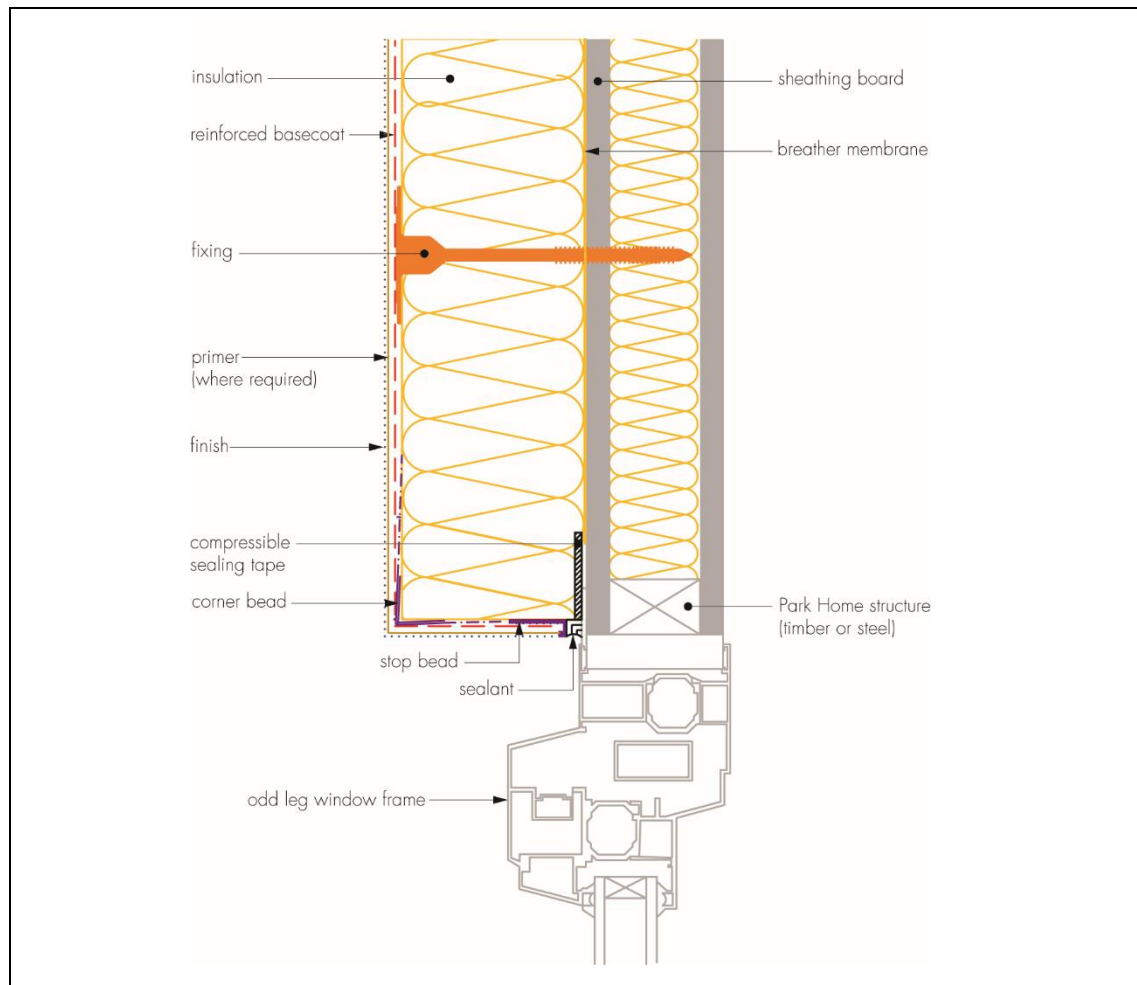 insulation
reinforced basecoat
fixing
primer
(where required)
finish
compressible
sealing tape
corner bead
stop bead
sealant
odd leg window frame
sheathing board
breather membrane
Park Home structure
(timber or steel)